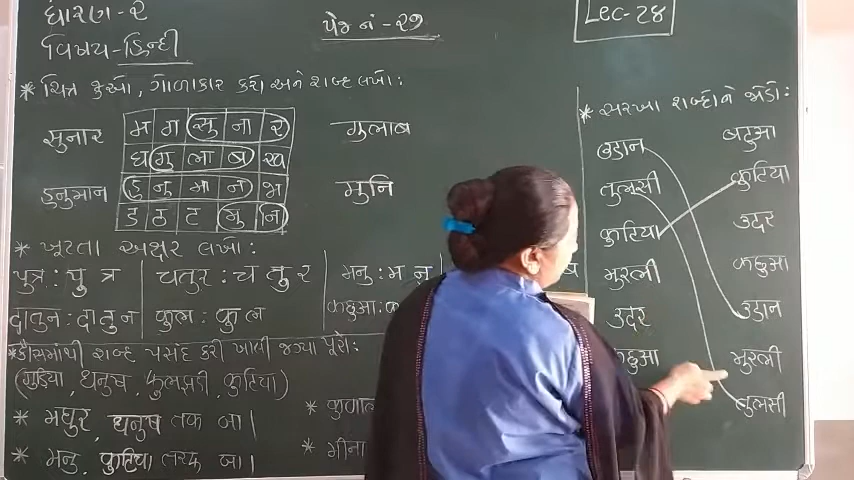 ધોરણ-૨
પેજ નં -૨૭
Lec-૨૪
વિષય-હિન્દી
* ચિત્ર જુઓ, ગોળાકાર કરો અને શબ્દ લખો:
सुनार
म ग सु ना र
गुलाब
ध गु ला ब ख
हनुमान
ह नु मा न भ
मुनि
ड ठ ट मु नि
* ખૂટતા અક્ષર લખો:
पुत्र : पु त्र
चतुर : च तु र
मनु : म नु
दातुन : दातु न
कुल : कु ल
कछुआ :
* કૌંસમાંથી શબ્દ પસંદ કરી ખાલી જગ્યા પૂરો:
(गुडिया, धनुष, फुलझडी, कुटिया)
* मधुर, धनुष तक जा।
* मनु, कुटिया तरफ जा।
*
* मीना
* સરખા શબ્દોને જોડો:
उडान
बटुआ
तुलसी
कुटिया
कुटिया
उदर
मुरली
कछुआ
उदर
उडान
कछुआ
मुरली
तुलसी